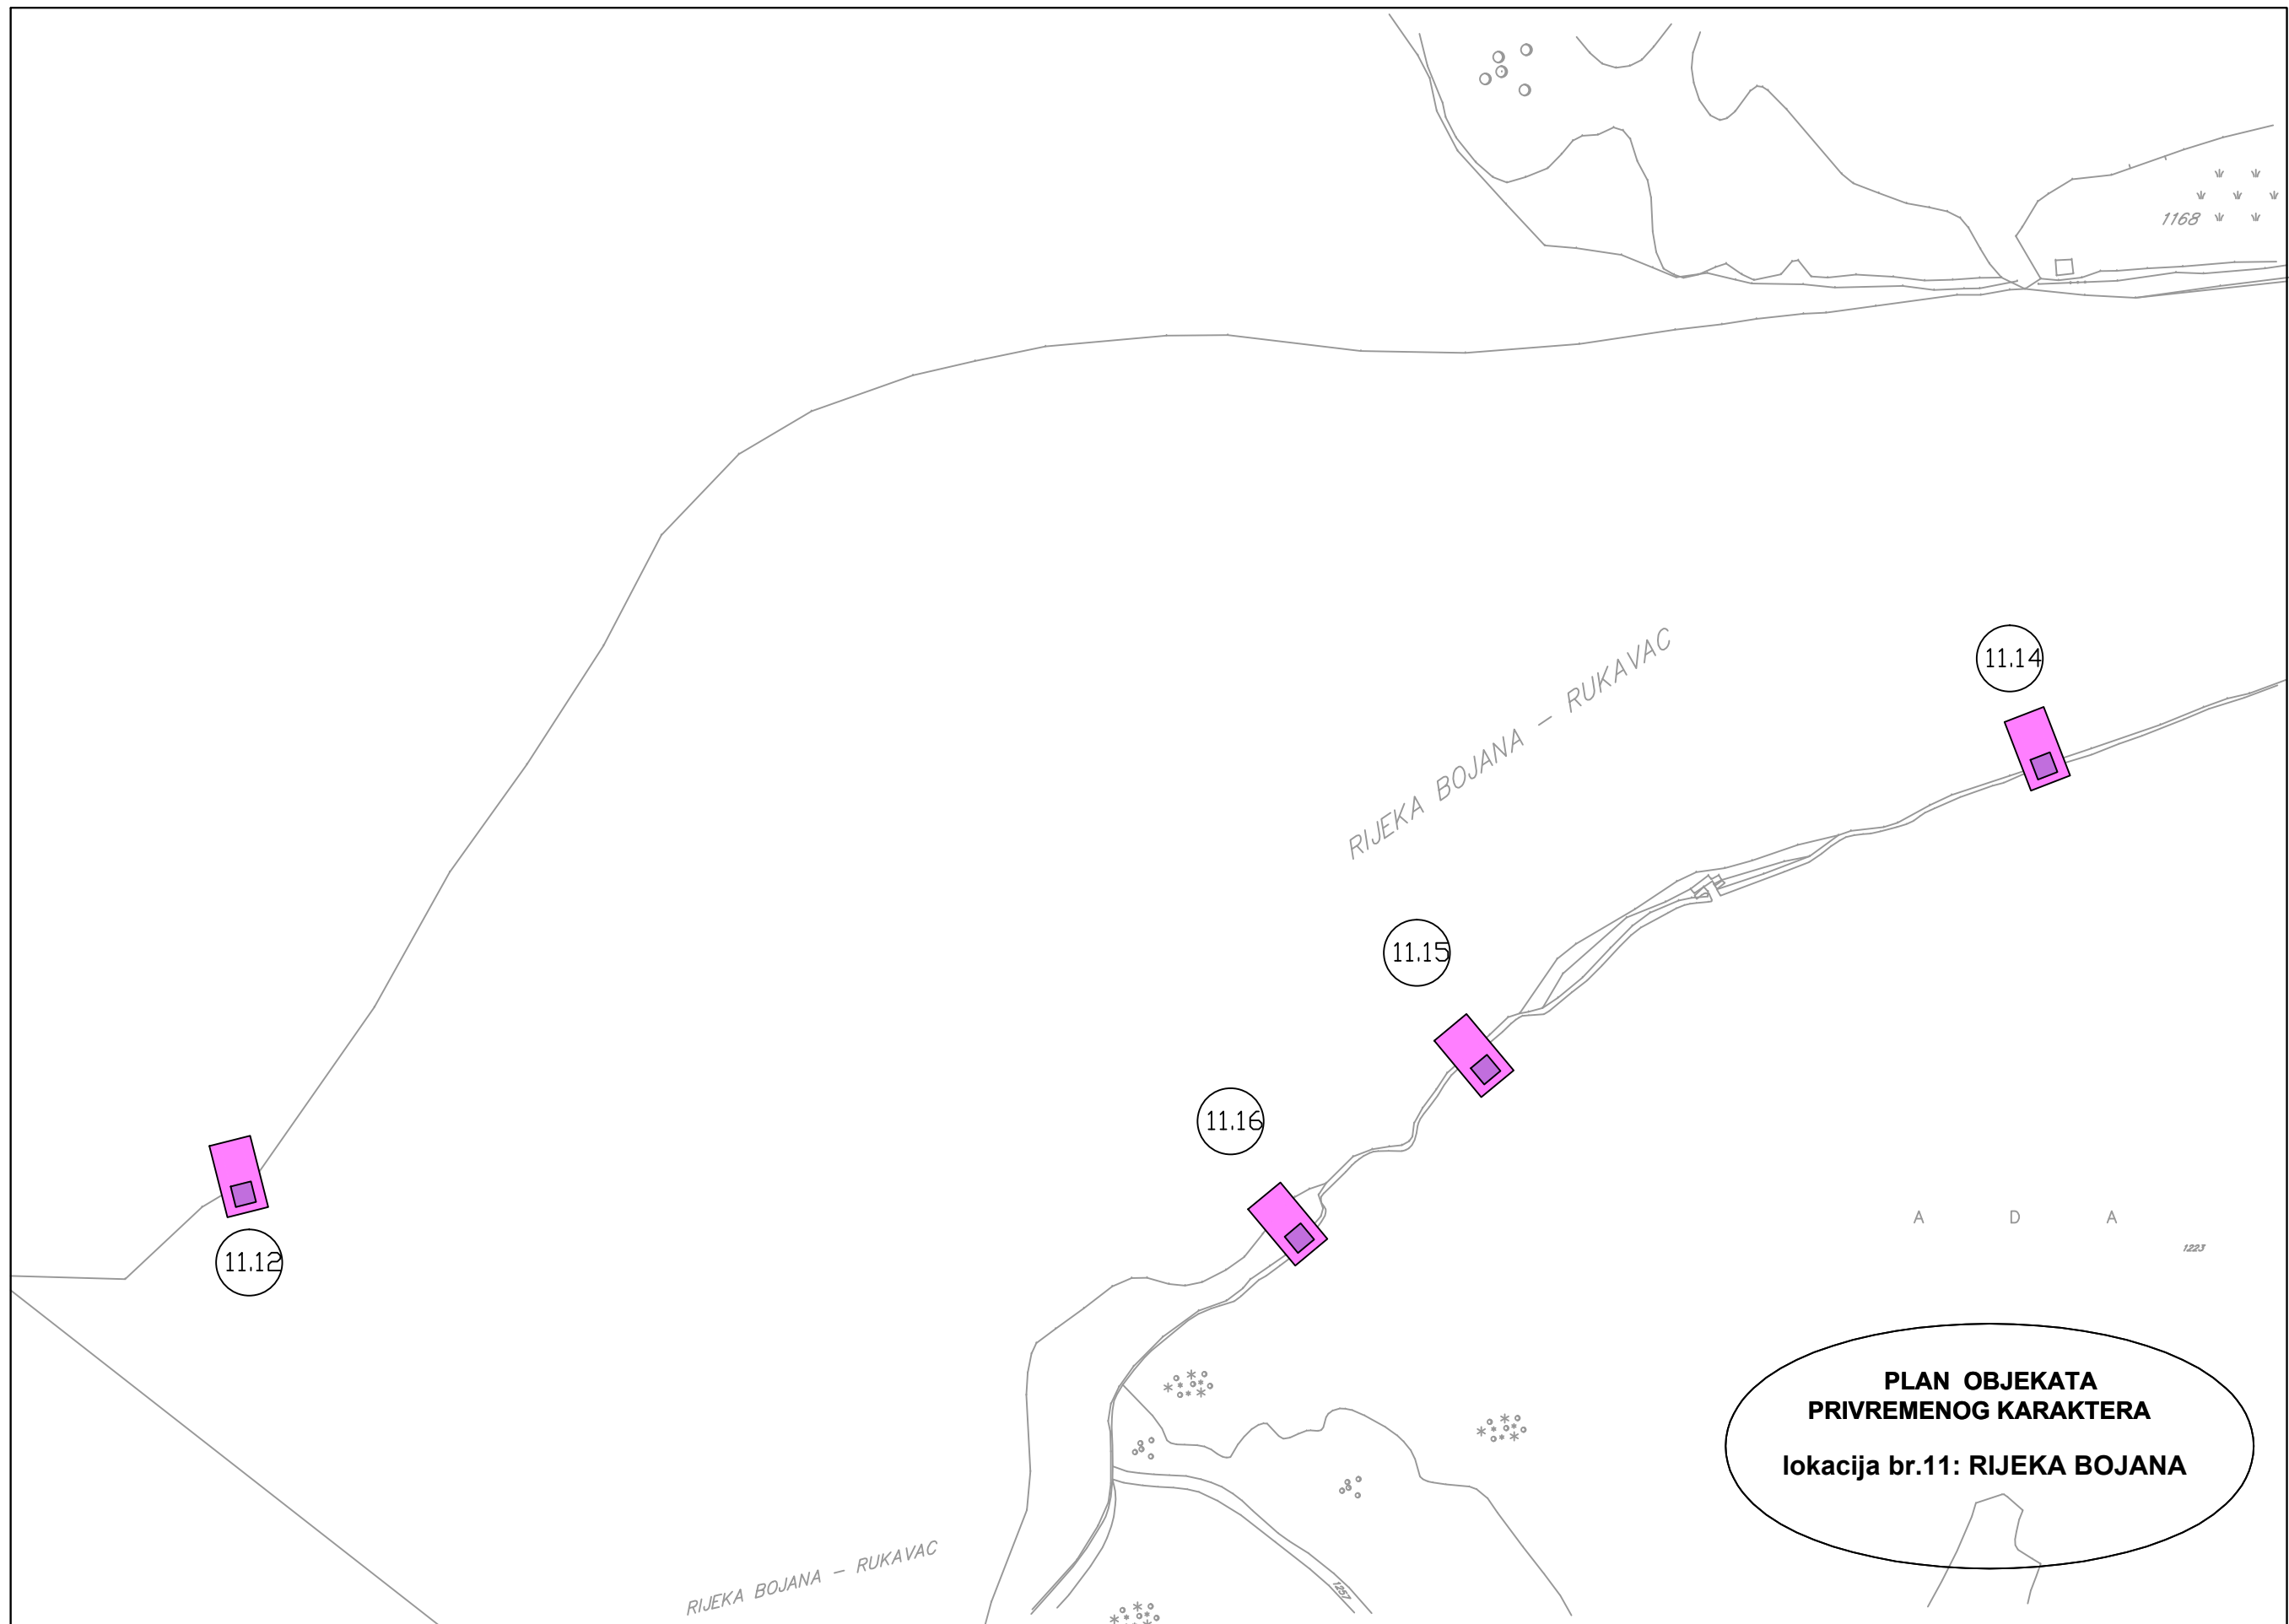 1168
RIJEKA BOJANA – RUKAVAC
11.14
11.15
11.16
11.12
A D A
1223
PLAN OBJEKATA
PRIVREMENOG KARAKTERA
lokacija br.11: RIJEKA BOJANA
RIJEKA BOJANA – RUKAVAC
1257